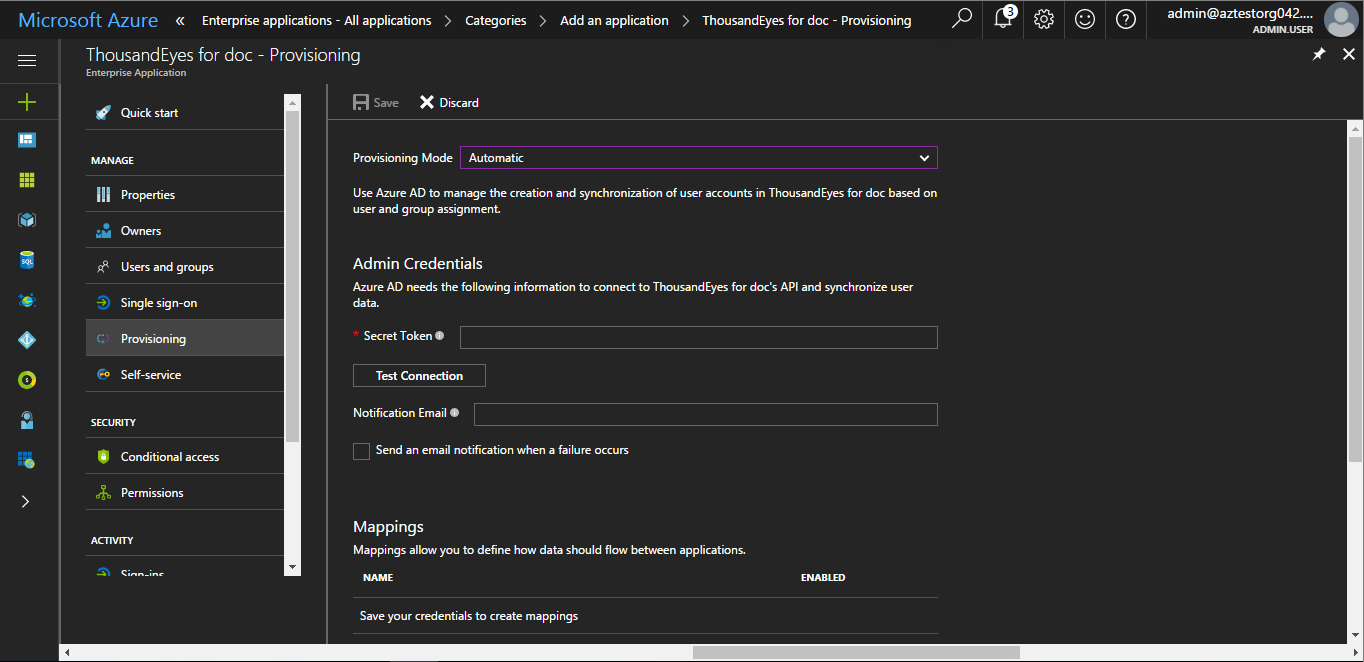 Microsoft Azure « Enterprise applications - All applications > Categories > Add an application > ThousandEyes for doc - Provisioning 3 admin@aztestorg042....
ADMIN.USER
ThousandEyes for doc - Provisioning
Enterprise Application
Quick start
MANAGE
Properties
Owners
Users and groups
Single sign-on
Provisioning
Self-service
SECURITY
Conditional access
Permissions
ACTIVITY
Sign-ins
Save Discard
Provisioning Mode Automatic
Use Azure AD to manage the creation and synchronization of user accounts in ThousandEyes for doc based on
user and group assignment.
Admin Credentials
Azure AD needs the following information to connect to ThousandEyes for doc's API and synchronize user
data.
* Secret Token
Test Connection
Notification Email
Send an email notification when a failure occurs
Mappings
Mappings allow you to define how data should flow between applications.
NAME ENABLED
Save your credentials to create mappings